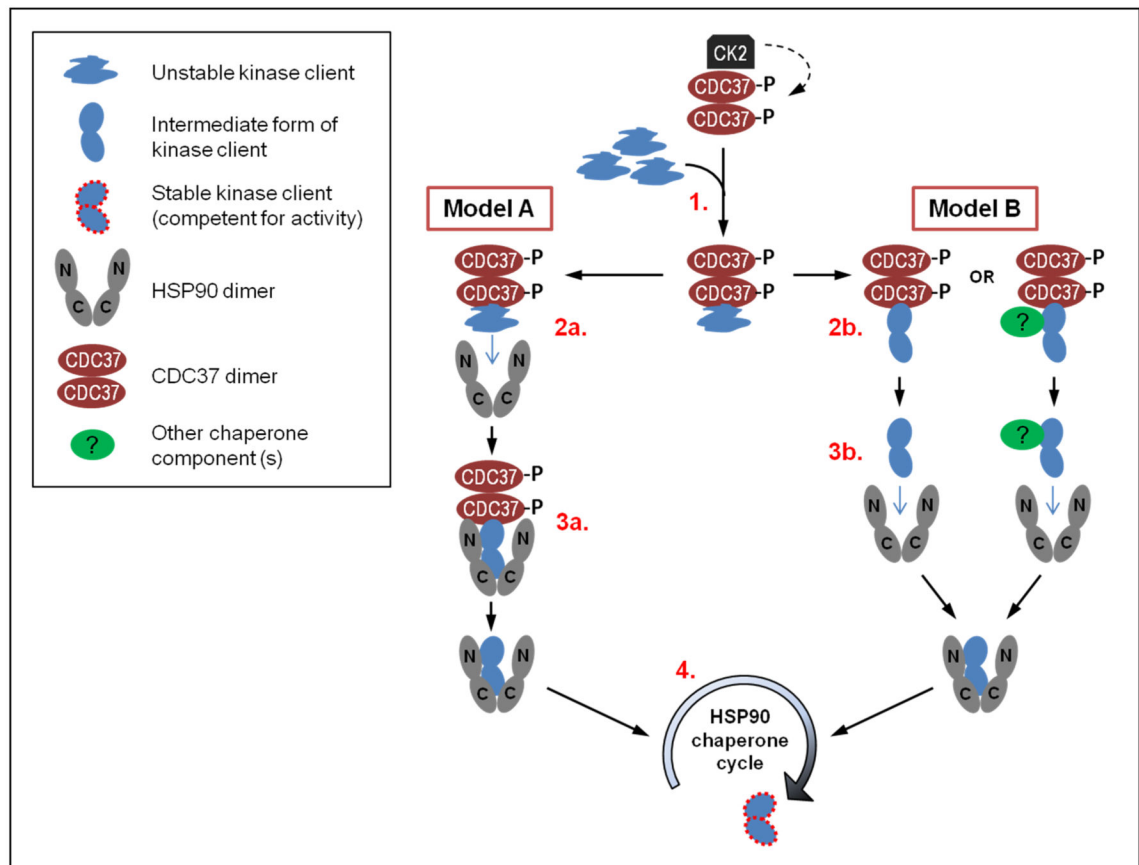 Unstable kinase client
Intermediate form of
kinase client
Stable kinase client
(competent for activity)
N
N
C
C
HSP90 dimer
CDC37
CDC37
CDC37 dimer
?
Other chaperone
component (s)
CK2
CDC37-P
CDC37-P
1.
Model A
Model B
CDC37-P
CDC37-P
CDC37-P
CDC37-P
CDC37-P
CDC37-P
OR
CDC37-P
CDC37-P
2a.
2b.
?
N
N
C
C
3b.
?
CDC37-P
CDC37-P
3a.
N
N
C
C
N
N
C
C
N
N
C
C
N
N
C
C
N
N
C
C
4.
HSP90
chaperone
cycle